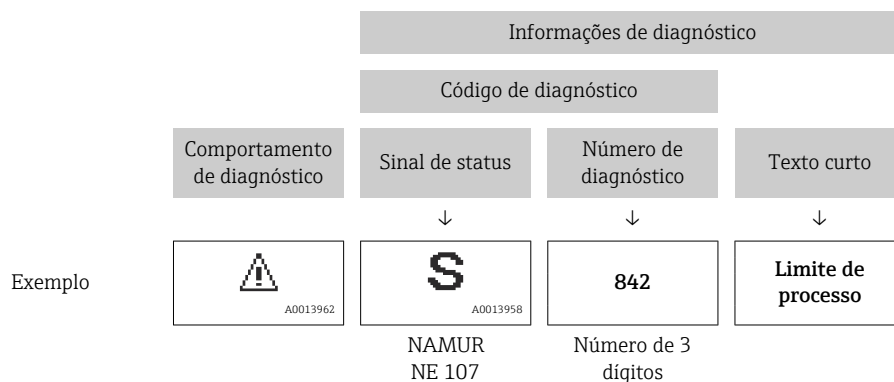 Informações de diagnóstico
Código de diagnóstico
Comportamento
de diagnóstico
Sinal de status
Número de
diagnóstico
Texto curto
↓
↓
↓
Exemplo
A0013962
S
A0013958
842
Limite de
processo
NAMUR
NE 107
Número de 3
dígitos